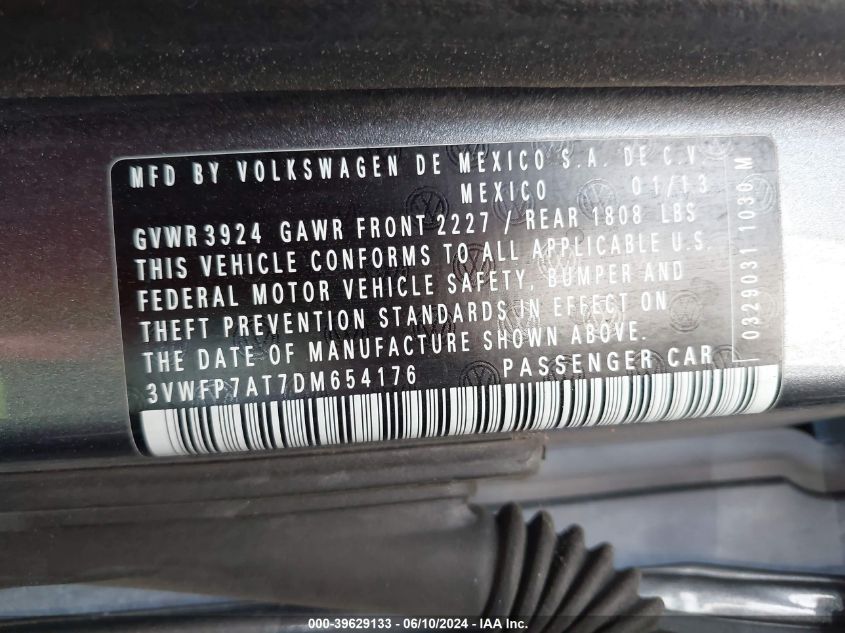 MFD BY VOLKSWAGEN DE MEXICO S.A. DE C.V.
MEXICO 01/13
GVWR 3924 GAWR FRONT 2227 / REAR 1808 LBS
THIS VEHICLE CONFORMS TO ALL APPLICABLE U.S.
FEDERAL MOTOR VEHICLE SAFETY, BUMPER AND
THEFT PREVENTION STANDARDS IN EFFECT ON
THE DATE OF MANUFACTURE SHOWN ABOVE.
3VWFP7AT7DM654176 PASSENGER CAR
0329031 1030 M
000-39629133 - 06/10/2024 - IAA Inc.